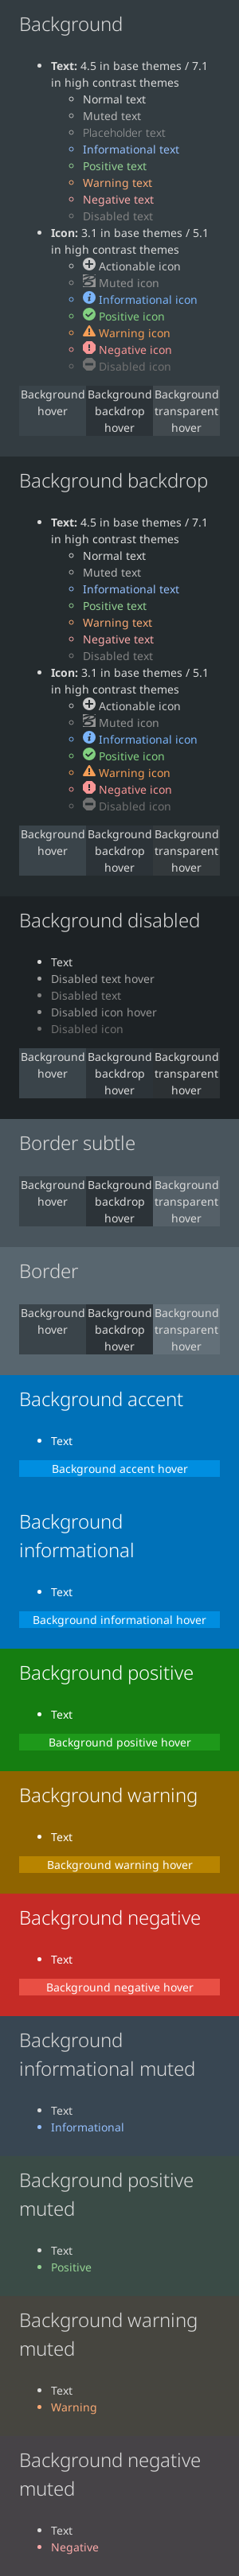 Background
Text: 4.5 in base themes / 7.1
in high contrast themes
Normal text
Muted text
Placeholder text
Informational text
Positive text
Warning text
Negative text
Disabled text
Icon: 3.1 in base themes / 5.1
in high contrast themes
Actionable icon
Muted icon
Informational icon
Positive icon
Warning icon
Negative icon
Disabled icon
Background Background Background
hover backdrop transparent
hover hover
Background backdrop
Text: 4.5 in base themes / 7.1
in high contrast themes
Normal text
Muted text
Informational text
Positive text
Warning text
Negative text
Disabled text
Icon: 3.1 in base themes / 5.1
in high contrast themes
Actionable icon
Muted icon
Informational icon
Positive icon
Warning icon
Negative icon
Disabled icon
Background Background Background
hover backdrop transparent
hover hover
Background disabled
Text
Disabled text hover
Disabled text
Disabled icon hover
Disabled icon
Background Background Background
hover backdrop transparent
hover hover
Border subtle
Background Background Background
hover backdrop transparent
hover hover
Border
Background Background Background
hover backdrop transparent
hover hover
Background accent
Text
Background accent hover
Background
informational
Text
Background informational hover
Background positive
Text
Background positive hover
Background warning
Text
Background warning hover
Background negative
Text
Background negative hover
Background
informational muted
Text
Informational
Background positive
muted
Text
Positive
Background warning
muted
Text
Warning
Background negative
muted
Text
Negative